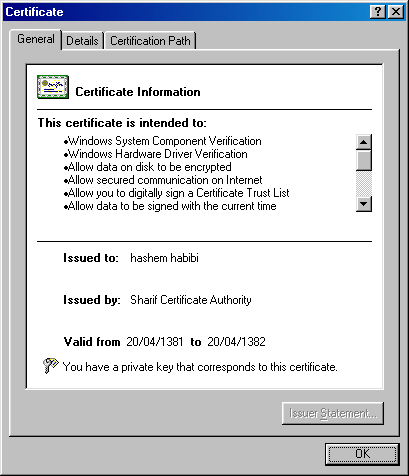 Certificate
General Details Certification Path
Certificate Information
This certificate is intended to:
•Windows System Component Verification
•Windows Hardware Driver Verification
•Allow data on disk to be encrypted
•Allow secured communication on Internet
•Allow you to digitally sign a Certificate Trust List
•Allow data to be signed with the current time
Issued to: hashem habibi
Issued by: Sharif Certificate Authority
Valid from 20/04/1381 to 20/04/1382
You have a private key that corresponds to this certificate.
Issuer Statement...
OK